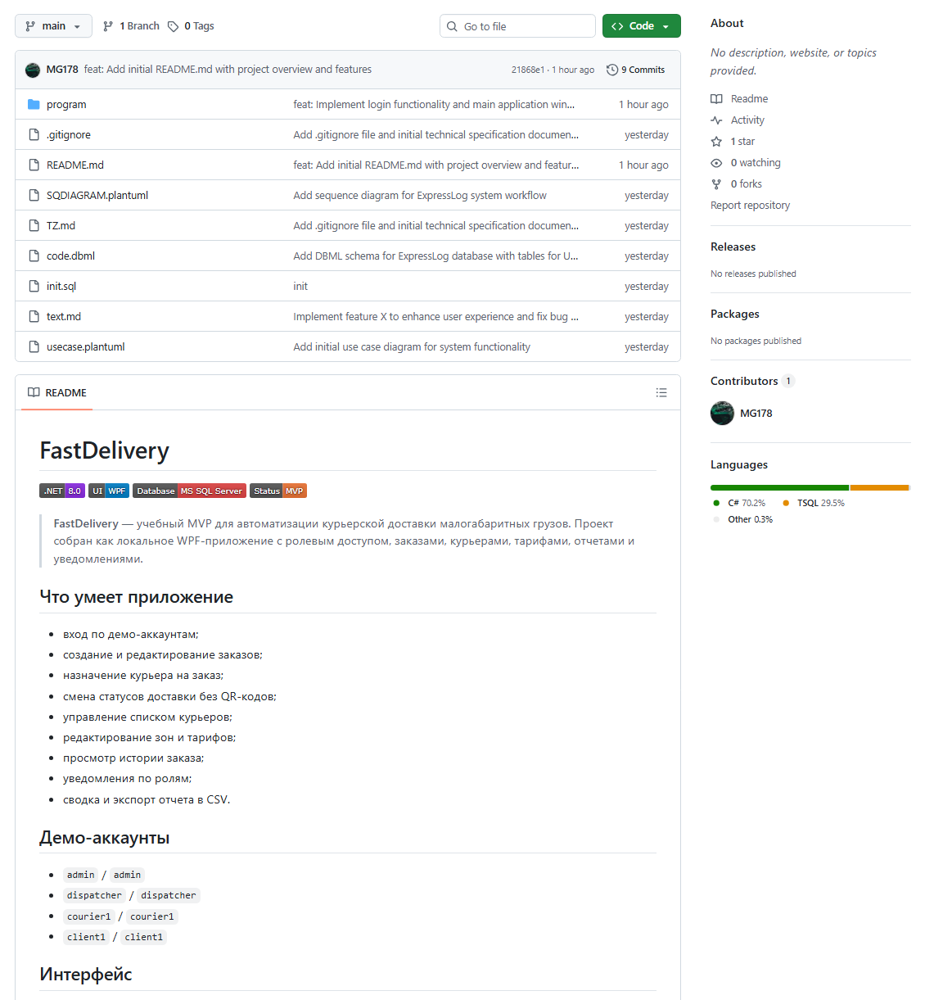 main
1 Branch
0 Tags
Go to file
Code
MG178 feat: Add initial README.md with project overview and features
21868e1 · 1 hour ago
9 Commits
program
feat: Implement login functionality and main application win...
1 hour ago
.gitignore
Add .gitignore file and initial technical specification documen...
yesterday
README.md
feat: Add initial README.md with project overview and featur...
1 hour ago
SQDIAGRAM.plantuml
Add sequence diagram for ExpressLog system workflow
yesterday
TZ.md
Add .gitignore file and initial technical specification documen...
yesterday
code.dbml
Add DBML schema for ExpressLog database with tables for U...
yesterday
init.sql
init
yesterday
text.md
Implement feature X to enhance user experience and fix bug ...
yesterday
usecase.plantuml
Add initial use case diagram for system functionality
yesterday
README
FastDelivery
.NET 8.0 UI WPF Database MS SQL Server Status MVP
FastDelivery — учебный MVP для автоматизации курьерской доставки малогабаритных грузов. Проект
собран как локальное WPF-приложение с ролевым доступом, заказами, курьерами, тарифами, отчетами и
уведомлениями.
Что умеет приложение
вход по демо-аккаунтам;
создание и редактирование заказов;
назначение курьера на заказ;
смена статусов доставки без QR-кодов;
управление списком курьеров;
редактирование зон и тарифов;
просмотр истории заказа;
уведомления по ролям;
сводка и экспорт отчета в CSV.
Демо-аккаунты
admin / admin
dispatcher / dispatcher
courier1 / courier1
client1 / client1
Интерфейс
About
No description, website, or topics
provided.
Readme
Activity
1 star
0 watching
0 forks
Report repository
Releases
No releases published
Packages
No packages published
Contributors 1
MG178
Languages
C# 70.2%
TSQL 29.5%
Other 0.3%